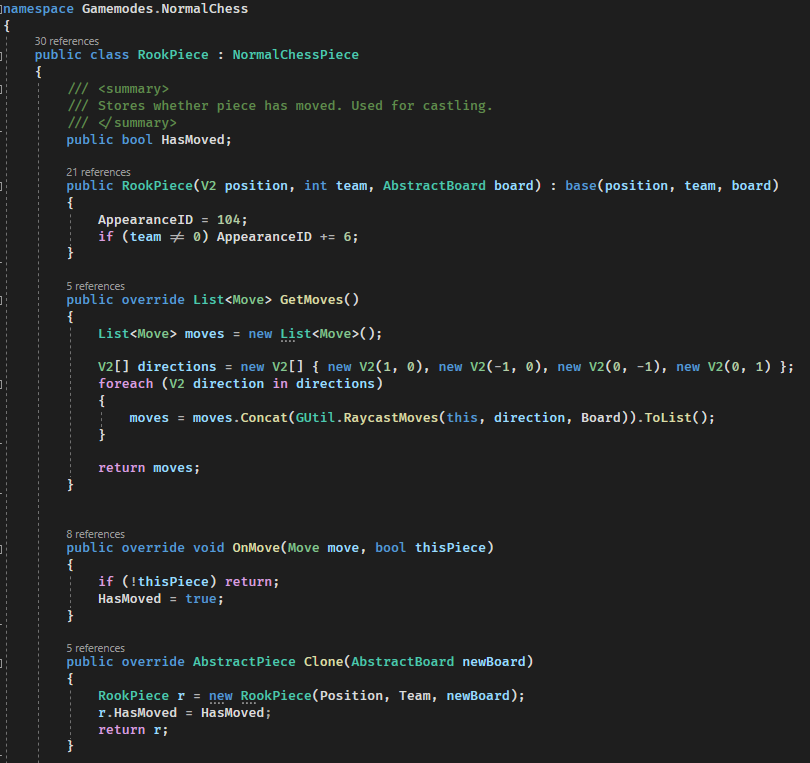 namespace Gamemodes.NormalChess
{
30 references
public class RookPiece : NormalChessPiece
{
/// <summary>
/// Stores whether piece has moved. Used for castling.
/// </summary>
public bool HasMoved;
21 references
public RookPiece(V2 position, int team, AbstractBoard board) : base(position, team, board)
{
AppearanceID = 104;
if (team != 0) AppearanceID += 6;
}
5 references
public override List<Move> GetMoves()
{
List<Move> moves = new List<Move>();
V2[] directions = new V2[] { new V2(1, 0), new V2(-1, 0), new V2(0, -1), new V2(0, 1) };
foreach (V2 direction in directions)
{
moves = moves.Concat(GUtil.RaycastMoves(this, direction, Board)).ToList();
}
return moves;
}
8 references
public override void OnMove(Move move, bool thisPiece)
{
if (!thisPiece) return;
HasMoved = true;
}
5 references
public override AbstractPiece Clone(AbstractBoard newBoard)
{
RookPiece r = new RookPiece(Position, Team, newBoard);
r.HasMoved = HasMoved;
return r;
}